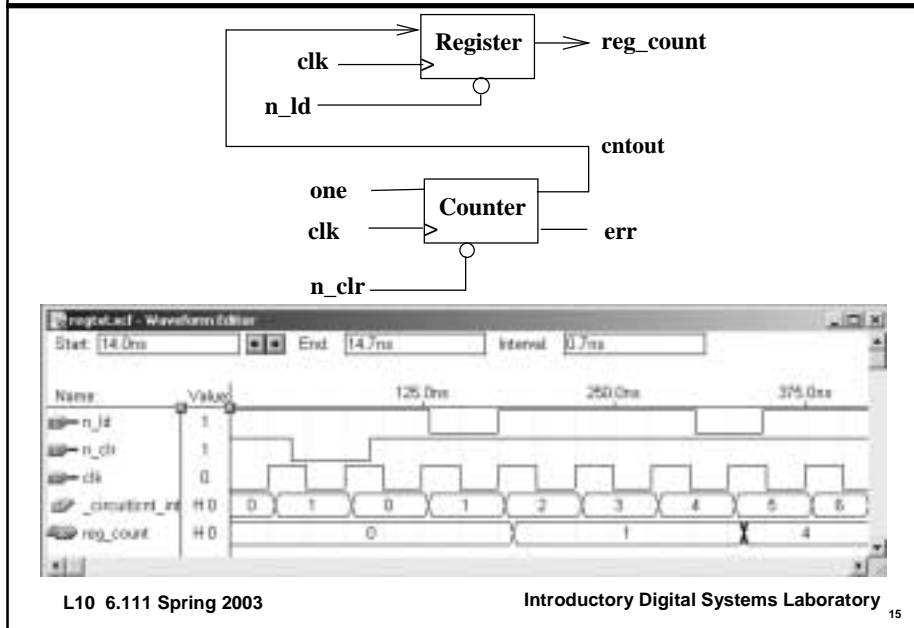 Register
reg_count
clk
n_ld
cntout
one
Counter
clk
err
n_clr
Waveform Editor
Start: 14.0ns End: 14.7ns Interval: 0.7ns
Name: Value: 125.0ns 250.0ns 375.0ns
n_ld 1
n_clr 1
clk 0
H 0 0 1 0 1 2 3 4 5 6
reg_count H 0 0 1 4
L10 6.111 Spring 2003
Introductory Digital Systems Laboratory
15